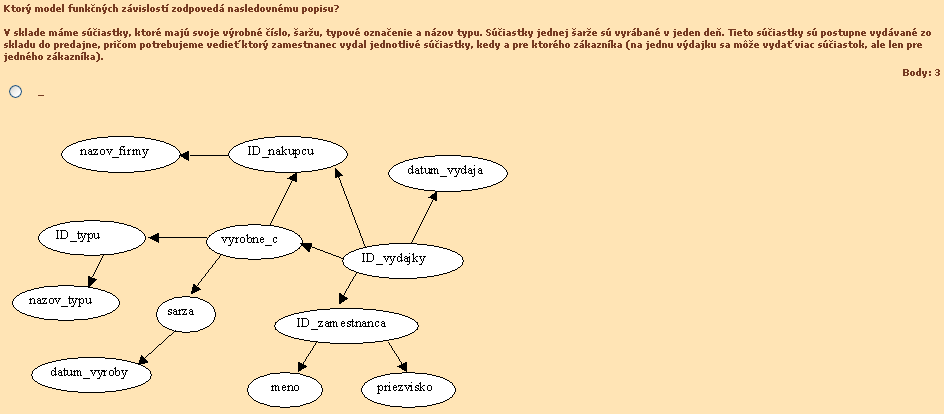 Ktorý model funkčných závislostí zodpovedá nasledovnému popisu?
V sklade máme súčiastky, ktoré majú svoje výrobné číslo, šaržu, typové označenie a názov typu. Súčiastky jednej šarže sú vyrábané v jeden deň. Tieto súčiastky sú postupne vydávané zo
skladu do predajne, pričom potrebujeme vedieť ktorý zamestnanec vydal jednotlivé súčiastky, kedy a pre ktorého zákazníka (na jednu výdajku sa môže vydať viac súčiastok, ale len pre
jedného zákazníka).
Body: 3
_
nazov_firmy
ID_nakupcu
datum_vydaja
ID_typu
vyrobne_c
ID_vydajky
nazov_typu
sarza
ID_zamestnanca
datum_vyroby
meno
priezvisko